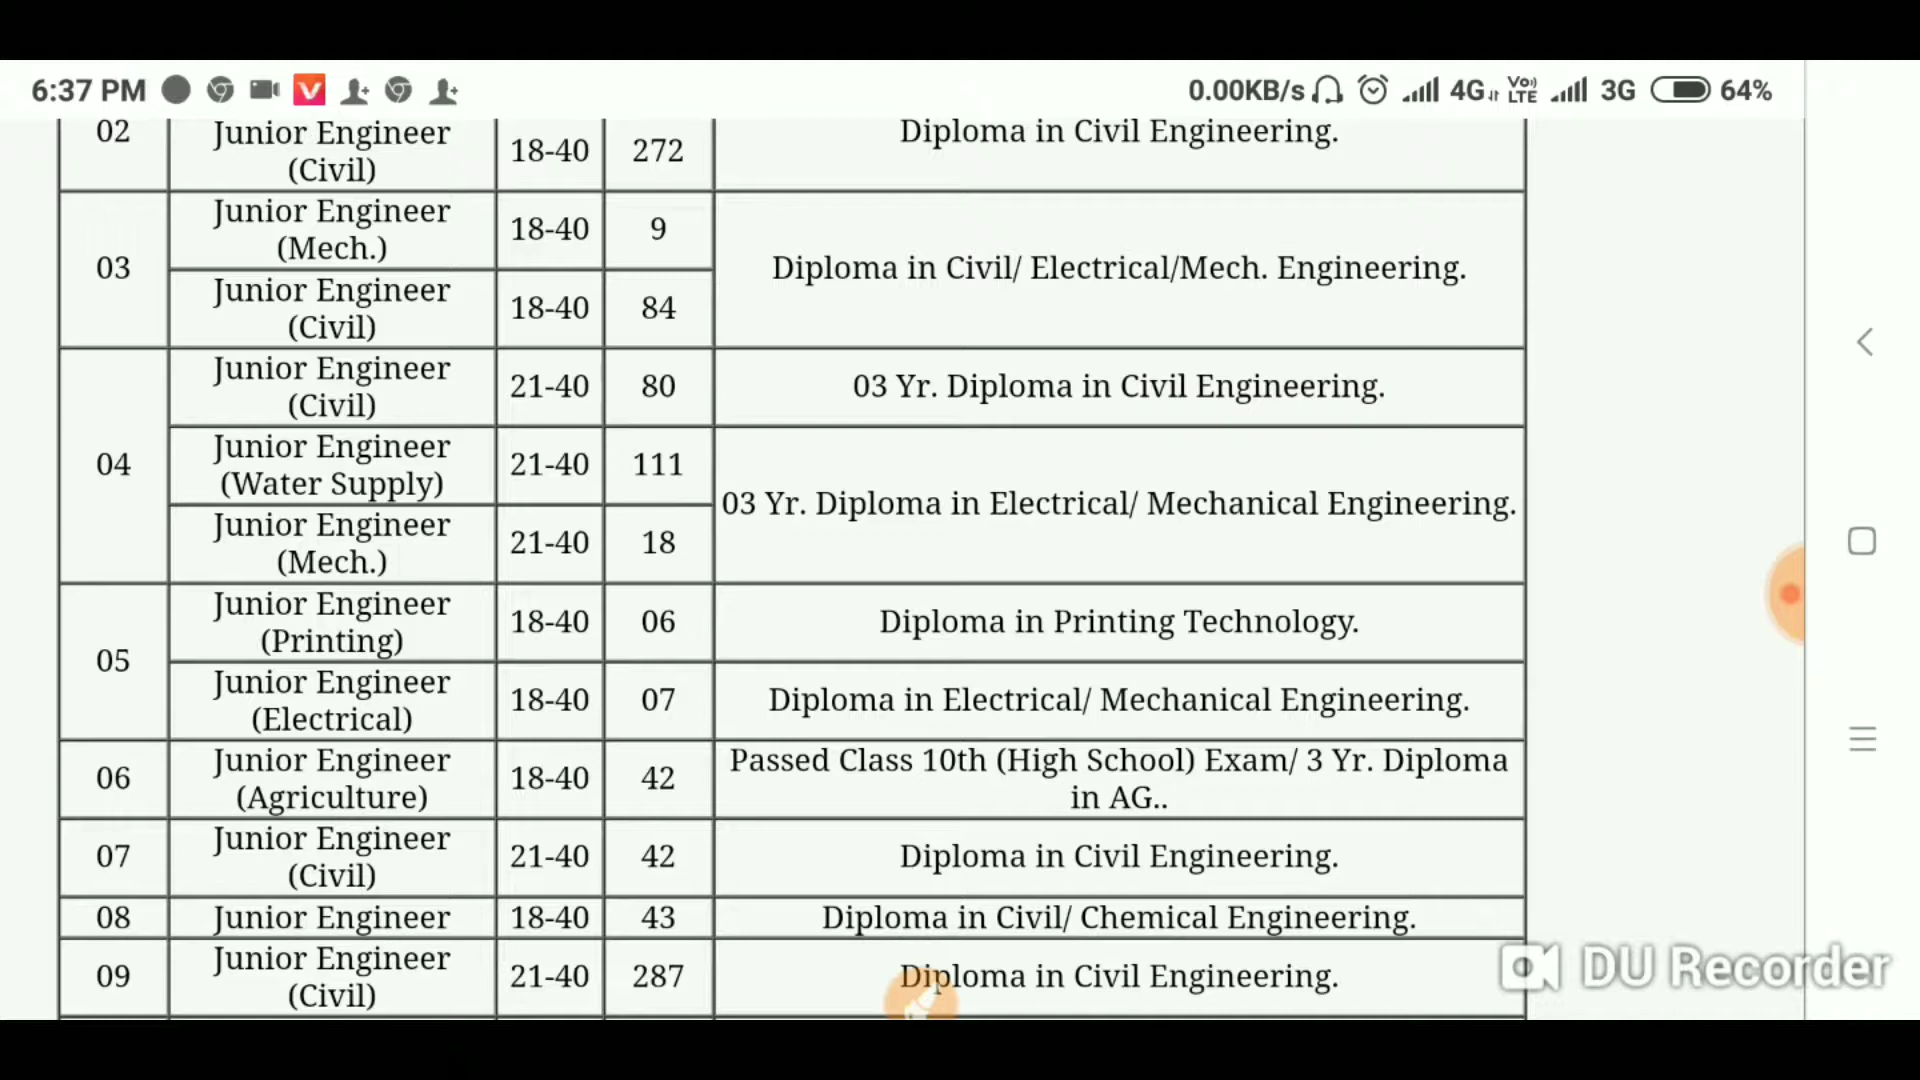 6:37 PM
0.00KB/s 4G VoLTE 3G 64%
02
Junior Engineer
(Civil)
18-40
272
Diploma in Civil Engineering.
03
Junior Engineer
(Mech.)
18-40
9
Diploma in Civil/ Electrical/Mech. Engineering.
Junior Engineer
(Civil)
18-40
84
04
Junior Engineer
(Civil)
21-40
80
03 Yr. Diploma in Civil Engineering.
Junior Engineer
(Water Supply)
21-40
111
03 Yr. Diploma in Electrical/ Mechanical Engineering.
Junior Engineer
(Mech.)
21-40
18
05
Junior Engineer
(Printing)
18-40
06
Diploma in Printing Technology.
Junior Engineer
(Electrical)
18-40
07
Diploma in Electrical/ Mechanical Engineering.
06
Junior Engineer
(Agriculture)
18-40
42
Passed Class 10th (High School) Exam/ 3 Yr. Diploma
in AG..
07
Junior Engineer
(Civil)
21-40
42
Diploma in Civil Engineering.
08
Junior Engineer
18-40
43
Diploma in Civil/ Chemical Engineering.
09
Junior Engineer
(Civil)
21-40
287
Diploma in Civil Engineering.
DU Recorder